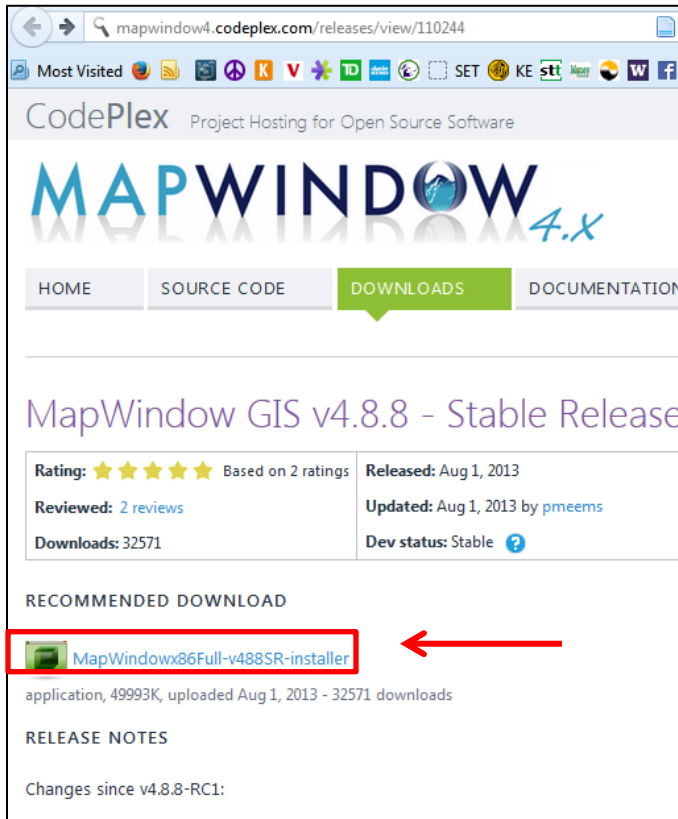 mapwindow4.codeplex.com/releases/view/110244
Most Visited K V TD SET KE stt W f
CodePlex Project Hosting for Open Source Software
MAPWINDOW 4.x
HOME SOURCE CODE DOWNLOADS DOCUMENTATION
MapWindow GIS v4.8.8 - Stable Release
Rating: Based on 2 ratings Released: Aug 1, 2013
Reviewed: 2 reviews Updated: Aug 1, 2013 by pmeems
Downloads: 32571 Dev status: Stable ?
RECOMMENDED DOWNLOAD
MapWindowx86Full-v488SR-installer
application, 49993K, uploaded Aug 1, 2013 - 32571 downloads
RELEASE NOTES
Changes since v4.8.8-RC1: